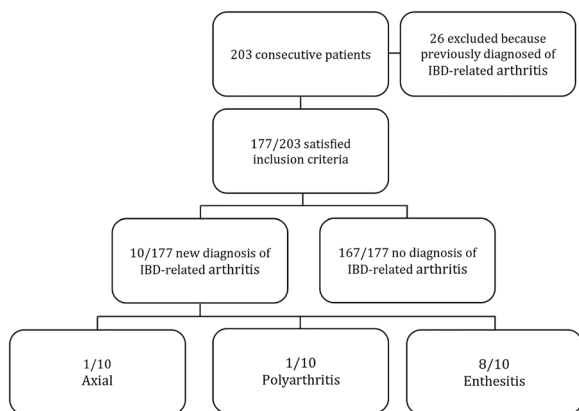 203 consecutive patients
26 excluded because
previously diagnosed of
IBD-related arthritis
177/203 satisfied
inclusion criteria
10/177 new diagnosis of
IBD-related arthritis
167/177 no diagnosis of
IBD-related arthritis
1/10
Axial
1/10
Polyarthritis
8/10
Enthesitis